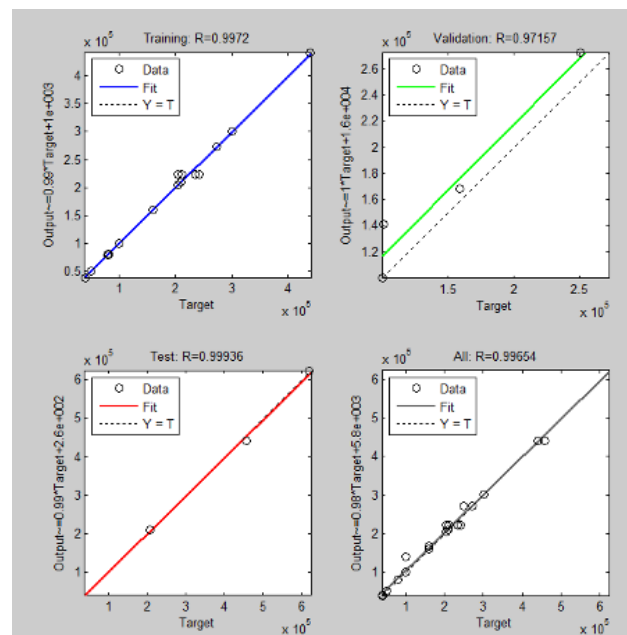 Training: R=0.9972
x 10^5
Output~=0.99*Target+1e+003
4
3.5
3
2.5
2
1.5
1
0.5
Data
Fit
Y = T
1
2
3
4
Target
x 10^5
Validation: R=0.97157
x 10^5
Output~=1*Target+1.6e+004
2.6
2.4
2.2
2
1.8
1.6
1.4
1.2
Data
Fit
Y = T
1.5
2
2.5
Target
x 10^5
Test: R=0.99936
x 10^5
Output~=0.99*Target+2.6e+002
6
5
4
3
2
1
Data
Fit
Y = T
1
2
3
4
5
6
Target
x 10^5
All: R=0.99654
x 10^5
Output~=0.98*Target+5.8e+003
6
5
4
3
2
1
Data
Fit
Y = T
1
2
3
4
5
6
Target
x 10^5